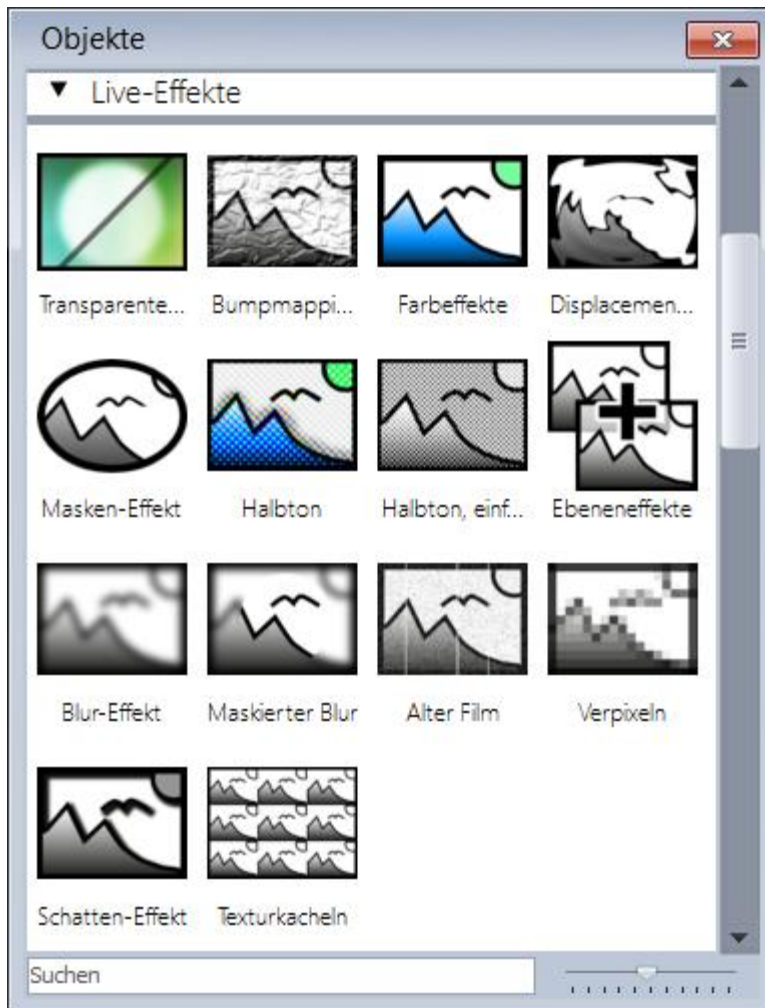 Objekte
Live-Effekte
Transparente... Bumpmappi... Farbeffekte Displacemen...
Masken-Effekt Halbton Halbton, einf... Ebeneneffekte
Blur-Effekt Maskierter Blur Alter Film Verpixeln
Schatten-Effekt Texturkacheln
Suchen